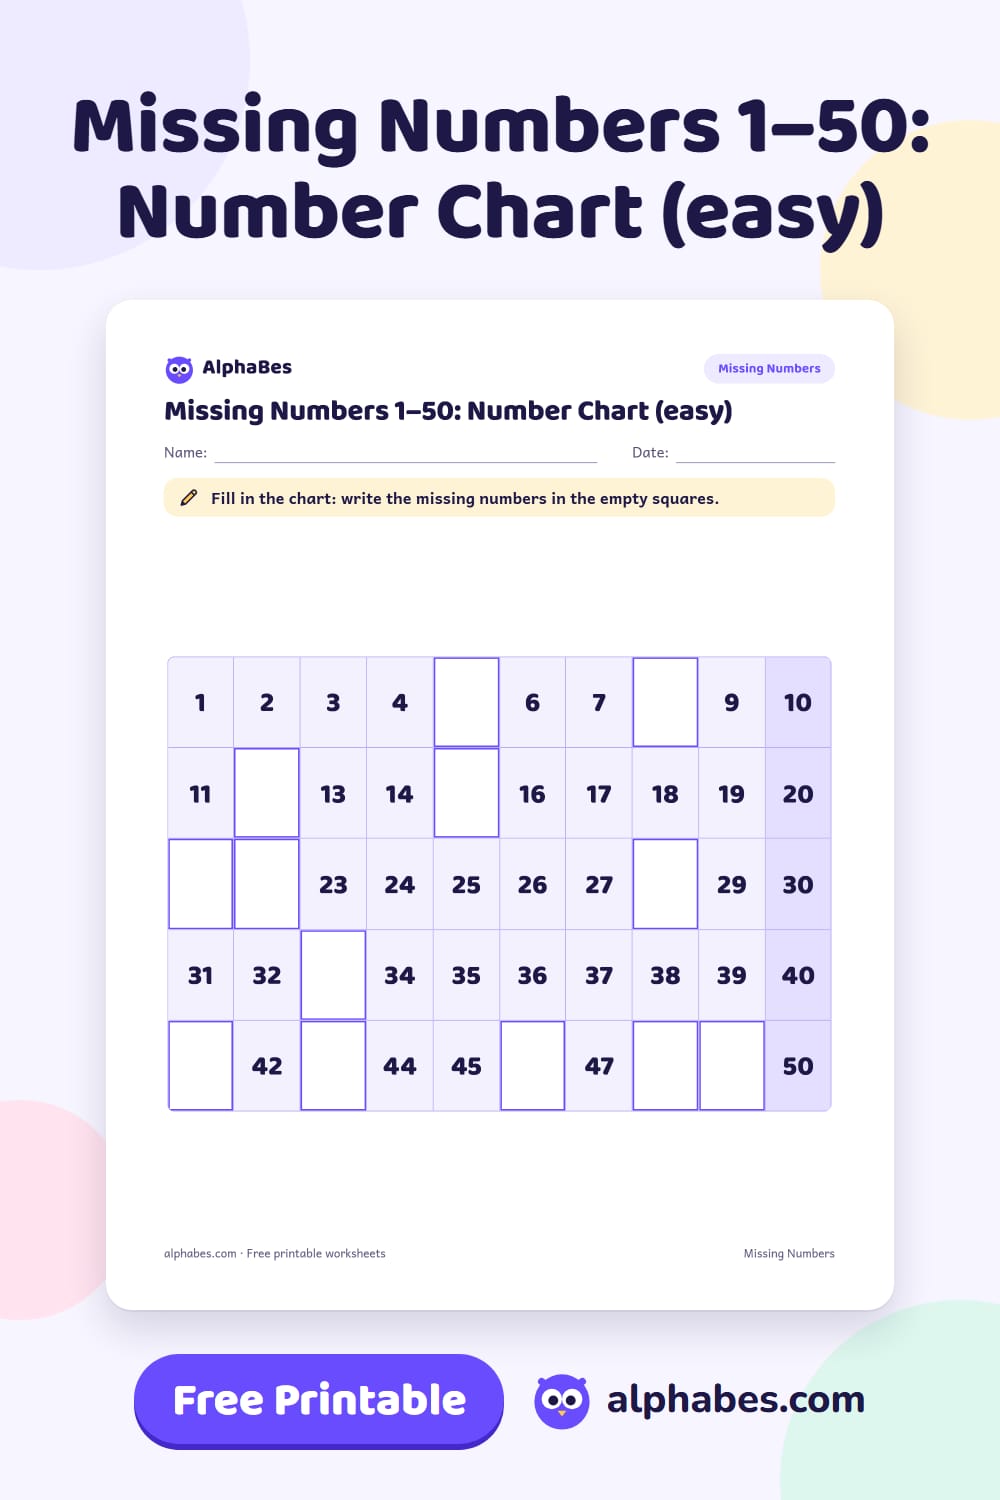 Missing Numbers 1–50:
Number Chart (easy)
AlphaBes
Missing Numbers
Missing Numbers 1–50: Number Chart (easy)
Name:
Date:
Fill in the chart: write the missing numbers in the empty squares.
1 2 3 4 6 7 9 10
11 13 14 16 17 18 19 20
23 24 25 26 27 29 30
31 32 34 35 36 37 38 39 40
42 44 45 47 50
alphabes.com · Free printable worksheets
Missing Numbers
Free Printable
alphabes.com